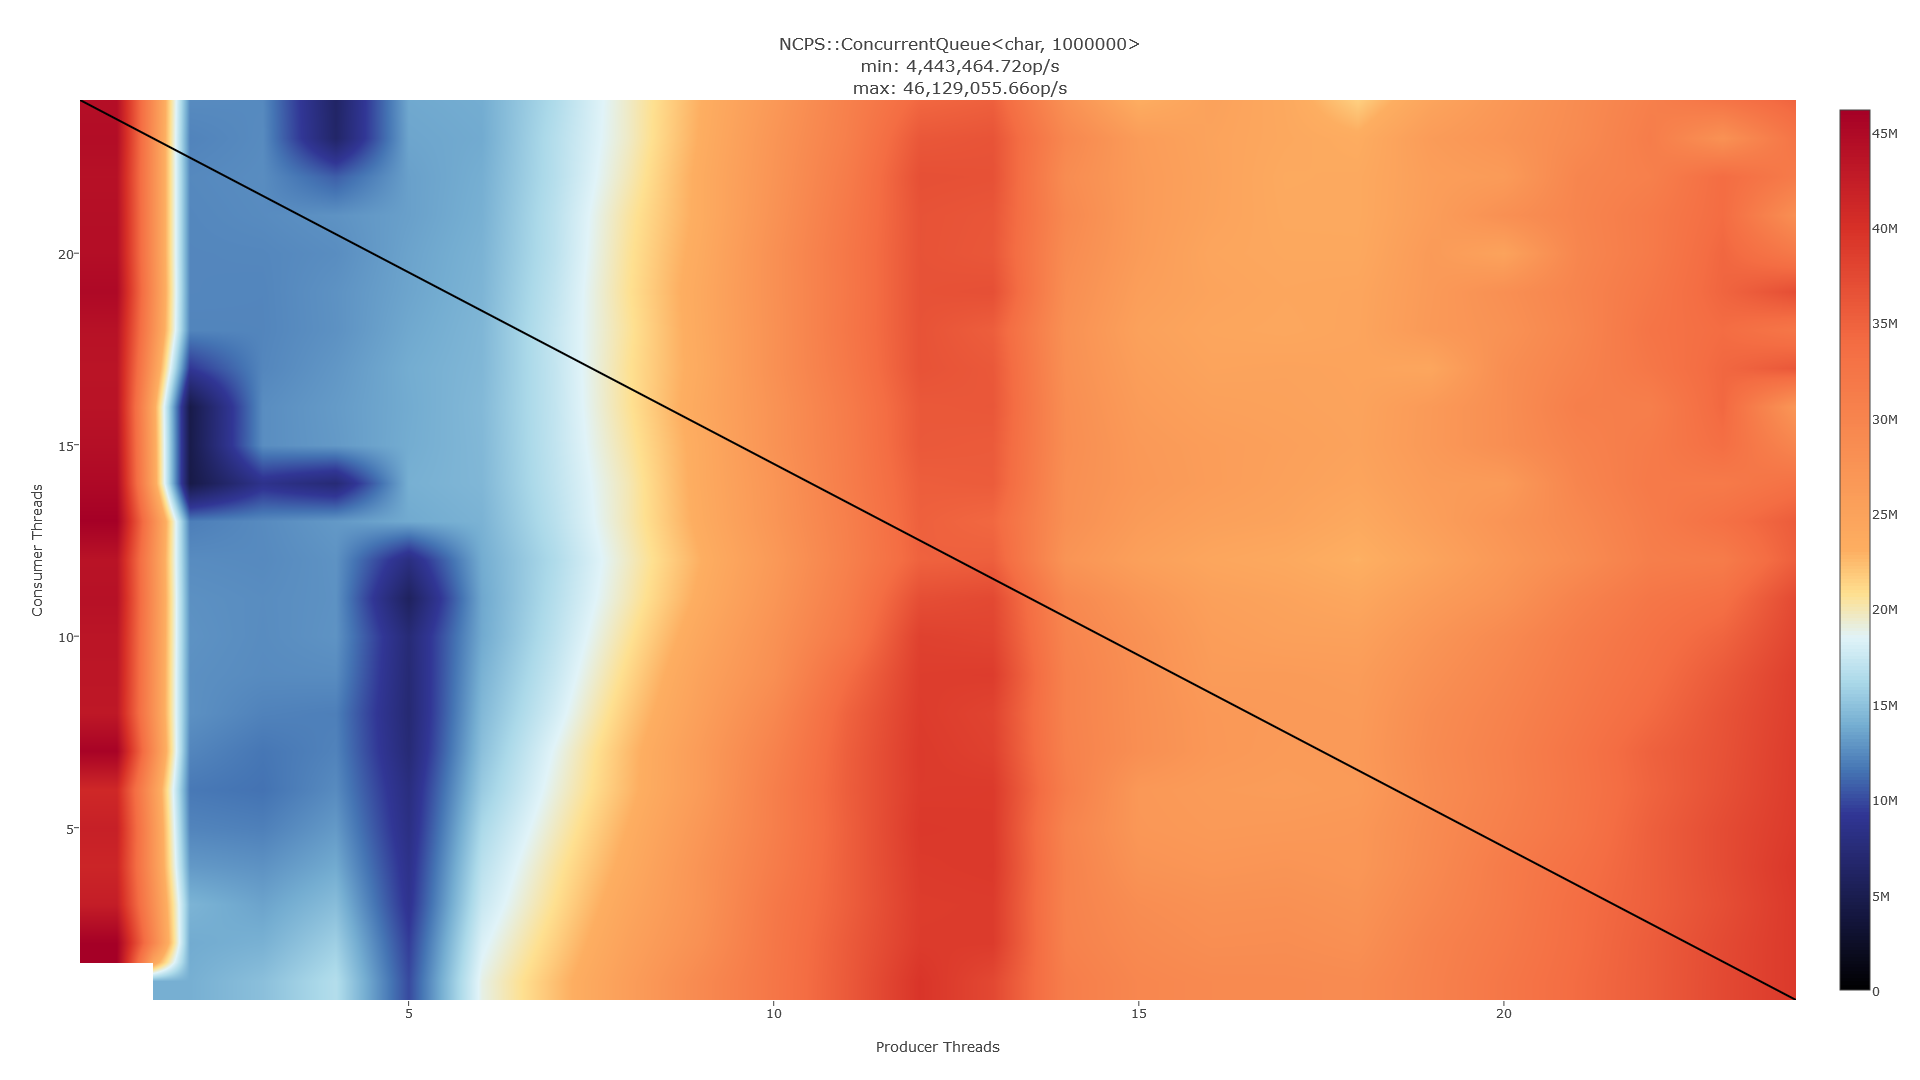 NCPS::ConcurrentQueue<char, 1000000>
min: 4,443,464.72op/s
max: 46,129,055.66op/s
45M
40M
35M
30M
25M
20M
15M
10M
5M
0
20
15
10
5
Consumer Threads
5
10
15
20
Producer Threads